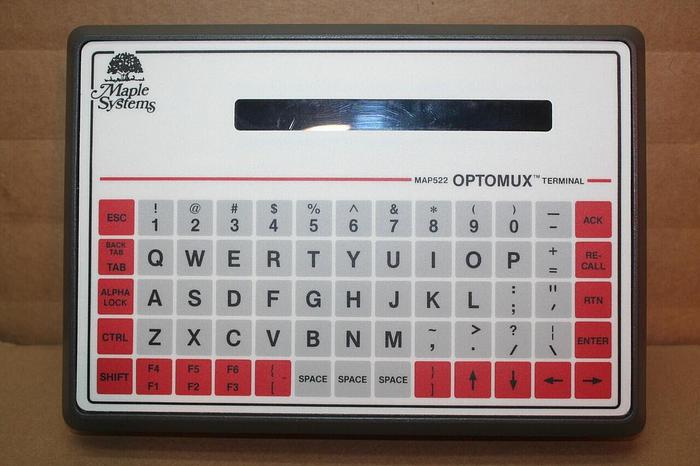 Maple
Systems
MAP522 OPTOMUX™ TERMINAL
! @ # $ % ^ & * ( ) —
ESC 1 2 3 4 5 6 7 8 9 0 - ACK
BACK TAB
TAB Q W E R T Y U I O P + = RE-CALL
ALPHA LOCK A S D F G H J K L : ; " ' RTN
CTRL Z X C V B N M ~ , > . ? / ¦ \ ENTER
SHIFT F4 F1 F5 F2 F6 F3 { [ SPACE SPACE SPACE } ] ↑ ↓ ← →